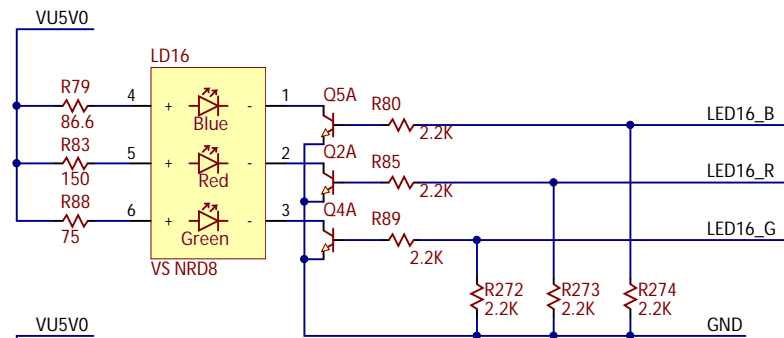 VU5V0
LD16
R79
4
+
-
1
Q5A
R80
LED16_B
86.6
Blue
2.2K
R83
5
+
-
2
Q2A
R85
LED16_R
150
Red
2.2K
R88
6
+
-
3
Q4A
R89
LED16_G
75
Green
2.2K
VS NRD8
R272
R273
R274
2.2K
2.2K
2.2K
VU5V0
GND